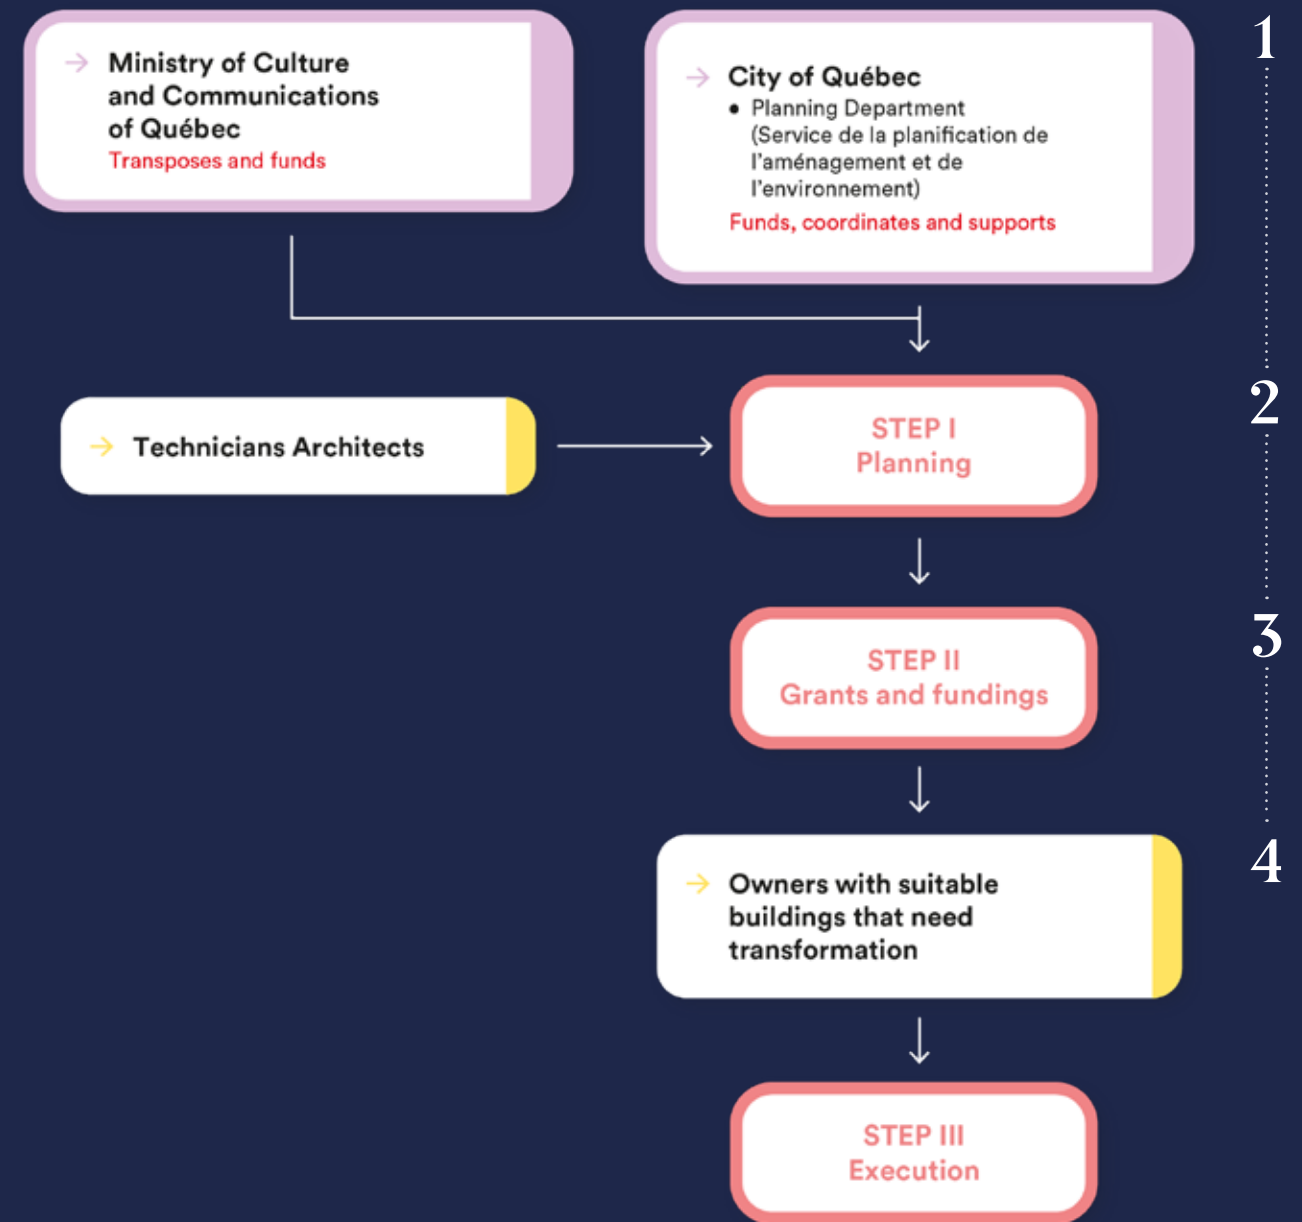 Ministry of Culture
and Communications
of Québec
Transposes and funds
City of Québec
• Planning Department
(Service de la planification de
l'aménagement et de
l'environnement)
Funds, coordinates and supports
1
Technicians Architects
STEP I
Planning
2
STEP II
Grants and fundings
3
Owners with suitable
buildings that need
transformation
4
STEP III
Execution